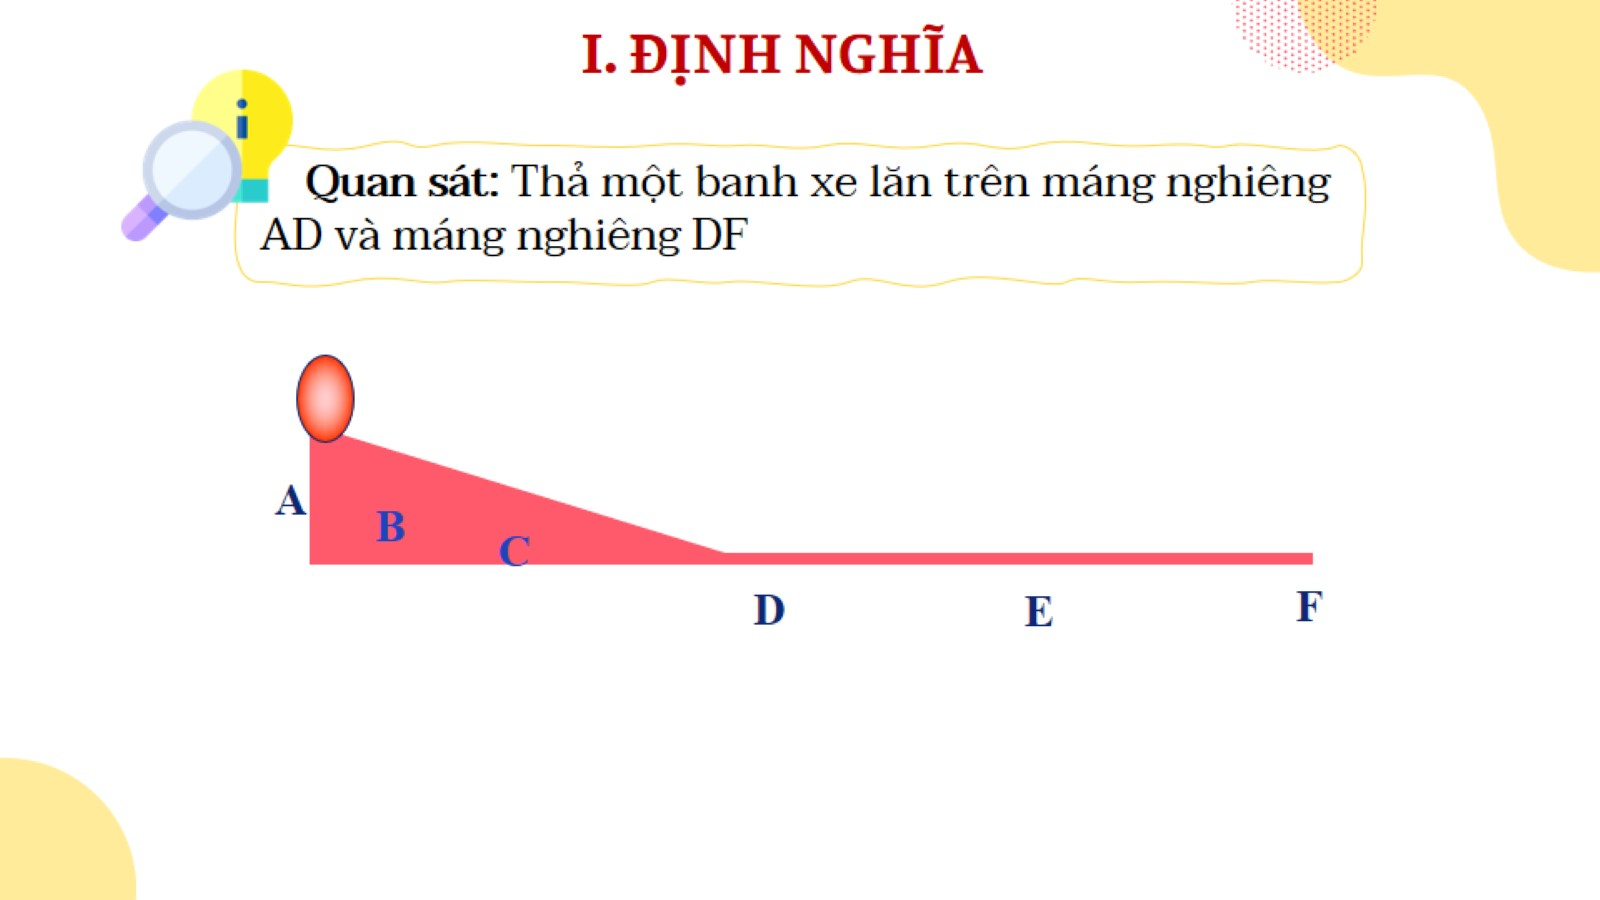 I. ĐỊNH NGHĨA
i
Quan sát: Thả một banh xe lăn trên máng nghiêng
AD và máng nghiêng DF
A
B
C
D
E
F